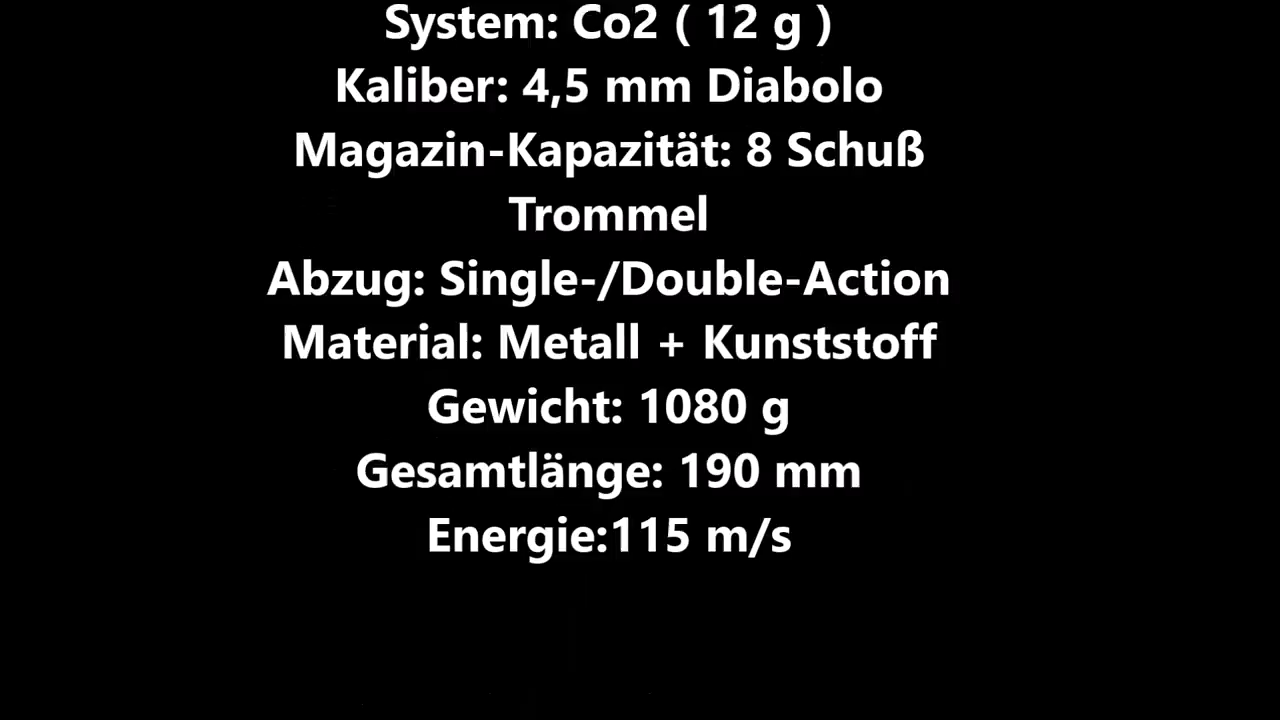 System: Co2 ( 12 g )
Kaliber: 4,5 mm Diabolo
Magazin-Kapazität: 8 Schuß
Trommel
Abzug: Single-/Double-Action
Material: Metall + Kunststoff
Gewicht: 1080 g
Gesamtlänge: 190 mm
Energie:115 m/s